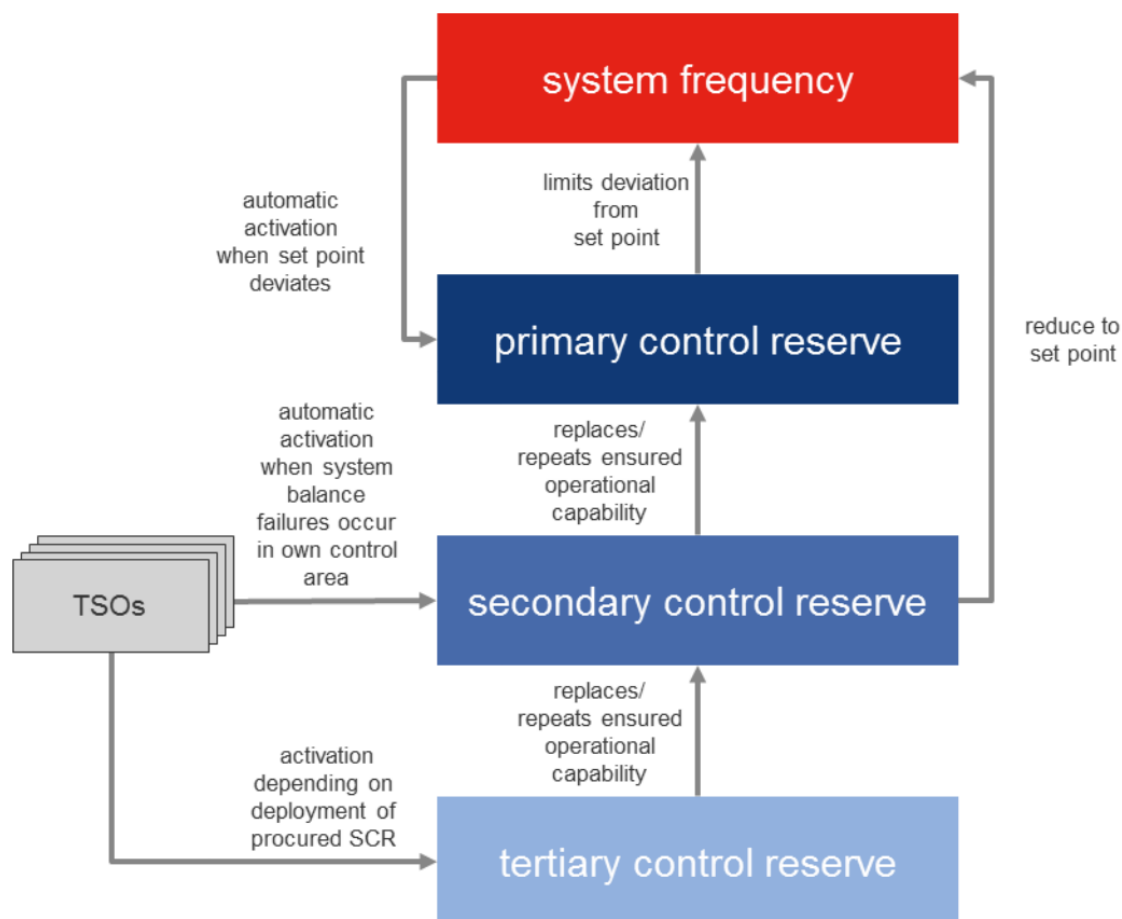 system frequency
automatic
activation
when set point
deviates
limits deviation
from
set point
primary control reserve
reduce to
set point
automatic
activation
when system
balance
failures occur
in own control
area
replaces/
repeats ensured
operational
capability
TSOs
secondary control reserve
activation
depending on
deployment of
procured SCR
replaces/
repeats ensured
operational
capability
tertiary control reserve